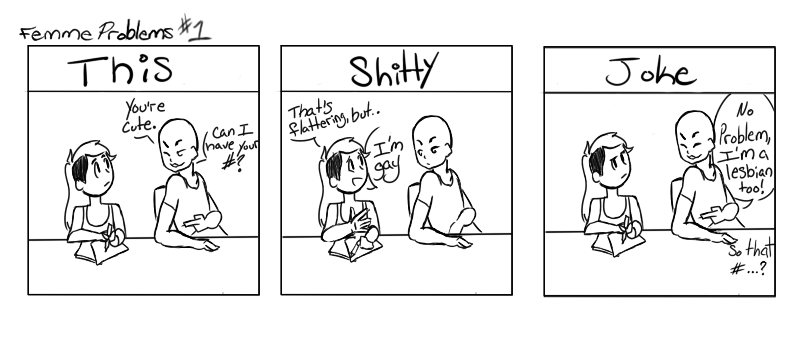 Femme Problems #1
This
You're
cute.
Can I
have your
#?
Shitty
That's
flattering, but..
I'm
gay
Joke
No
Problem,
I'm a
lesbian
too!
So that
#...?